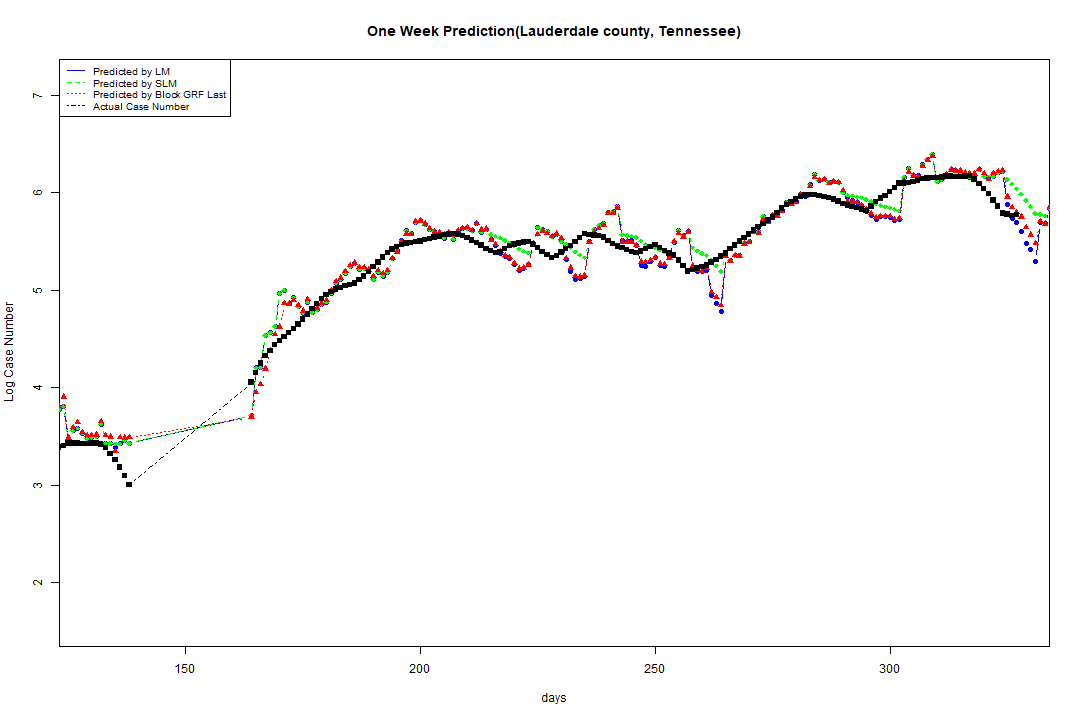 One Week Prediction(Lauderdale county, Tennessee)
Predicted by LM
Predicted by SLM
Predicted by Block GRF Last
Actual Case Number
7
6
5
4
3
2
Log Case Number
150 200 250 300
days